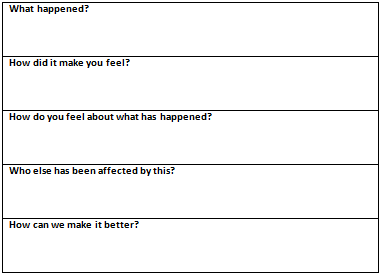 What happened?
How did it make you feel?
How do you feel about what has happened?
Who else has been affected by this?
How can we make it better?